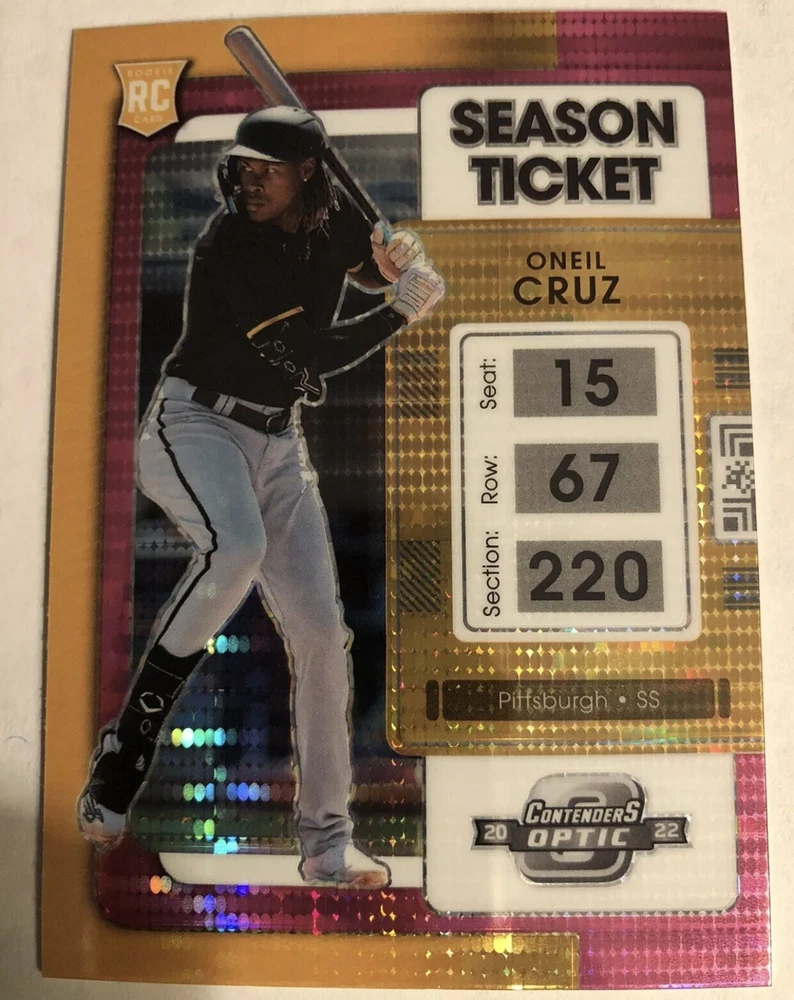 ROOKIE
RC
CARD
SEASON
TICKET
ONEIL
CRUZ
Seat: 15
Row: 67
Section: 220
Pittsburgh • SS
20 CONTENDERS 22
OPTIC